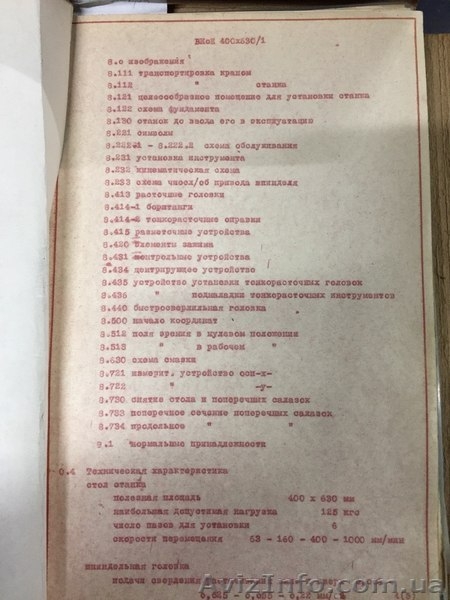 BKoE 400x630/1
8.0 изображения
8.111 транспортировка краном
8.112 " станка
8.121 целесообразное помещение для установки станка
8.122 схема фундамента
8.130 станок до ввода его в эксплуатацию
8.221 символы
8.222.1 - 8.222.2 схема обслуживания
8.231 установка инструмента
8.232 кинематическая схема
8.233 схема чисел/об привода шпинделя
8.413 расточные головки
8.414-1 борштанги
8.414-2 тонкорасточные оправки
8.415 разметочные устройства
8.420 элементы зажима
8.431 контрольные устройства
8.434 центрирующее устройство
8.435 устройство установки тонкорасточных головок
8.436 " подналадки тонкорасточных инструментов
8.440 быстросверлильная головка
8.500 начало координат
8.512 поля зрения в нулевом положении
8.513 " в рабочем "
8.630 схема смазки
8.721 измерит. устройство оси-х-
8.722 " -у-
8.730 снятие стола и поперечных салазок
8.733 поперечное сечение поперечных салазок
8.734 продольное " "
9.1 нормальные принадлежности
0.4 Техническая характеристика
стол станка
полезная площадь 400 x 630 мм
наибольшая допустимая нагрузка 125 кгс
число пазов для установки 6
скорости перемещения 63 - 160 - 400 - 1000 мм/мин
шпиндельная головка
подачи сверления
AvizInfo.com.ua